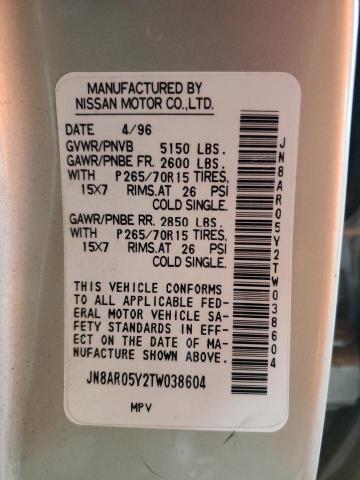 MANUFACTURED BY
NISSAN MOTOR CO.,LTD.
DATE 4/96
GVWR/PNVB 5150 LBS.
GAWR/PNBE FR. 2600 LBS.
WITH P265/70R15 TIRES,
15X7 RIMS.AT 26 PSI
COLD SINGLE.
GAWR/PNBE RR. 2850 LBS.
WITH P265/70R15 TIRES,
15X7 RIMS.AT 26 PSI
COLD SINGLE.
THIS VEHICLE CONFORMS
TO ALL APPLICABLE FED-
ERAL MOTOR VEHICLE SA-
FETY STANDARDS IN EFF-
ECT ON THE DATE OF MA-
NUFACTURE SHOWN ABOVE.
JN8AR05Y2TW038604
MPV
JN8AR05Y2TW038604